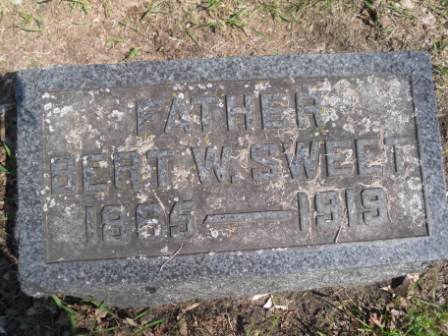 FATHER
BERT W. SWEET
1865 — 1919